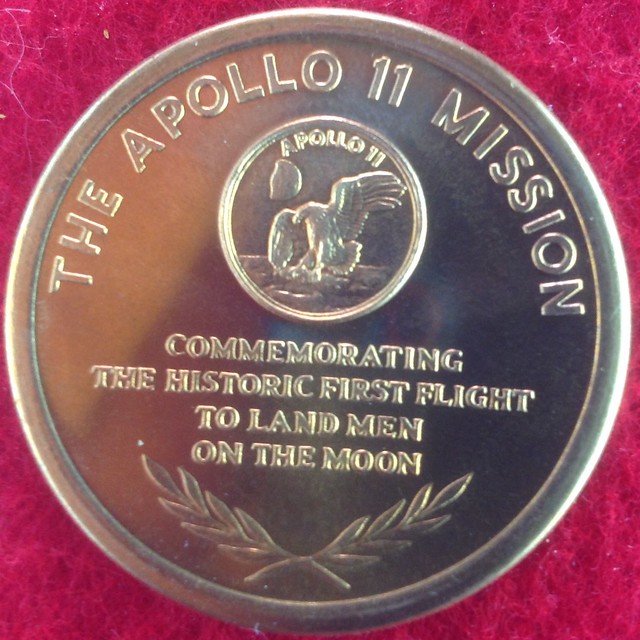 THE APOLLO 11 MISSION
APOLLO 11
COMMEMORATING
THE HISTORIC FIRST FLIGHT
TO LAND MEN
ON THE MOON